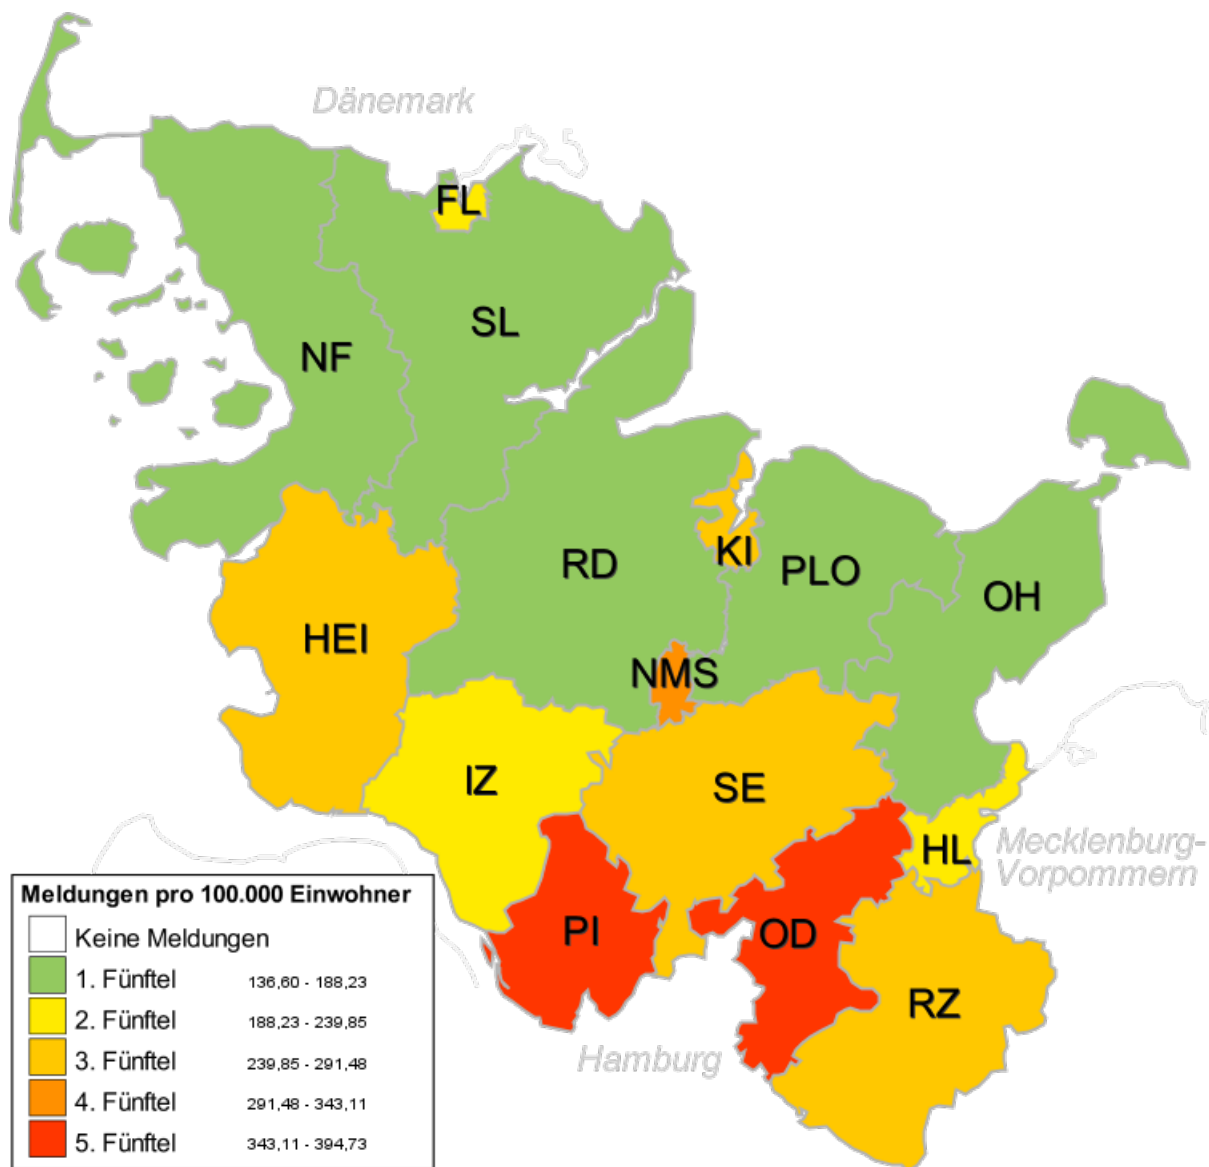 Dänemark
FL
SL
NF
RD
KI
PLO
OH
HEI
NMS
IZ
SE
HL
Mecklenburg-
Vorpommern
PI
OD
RZ
Hamburg
Meldungen pro 100.000 Einwohner
Keine Meldungen
1. Fünftel 136,60 - 188,23
2. Fünftel 188,23 - 239,85
3. Fünftel 239,85 - 291,48
4. Fünftel 291,48 - 343,11
5. Fünftel 343,11 - 394,73